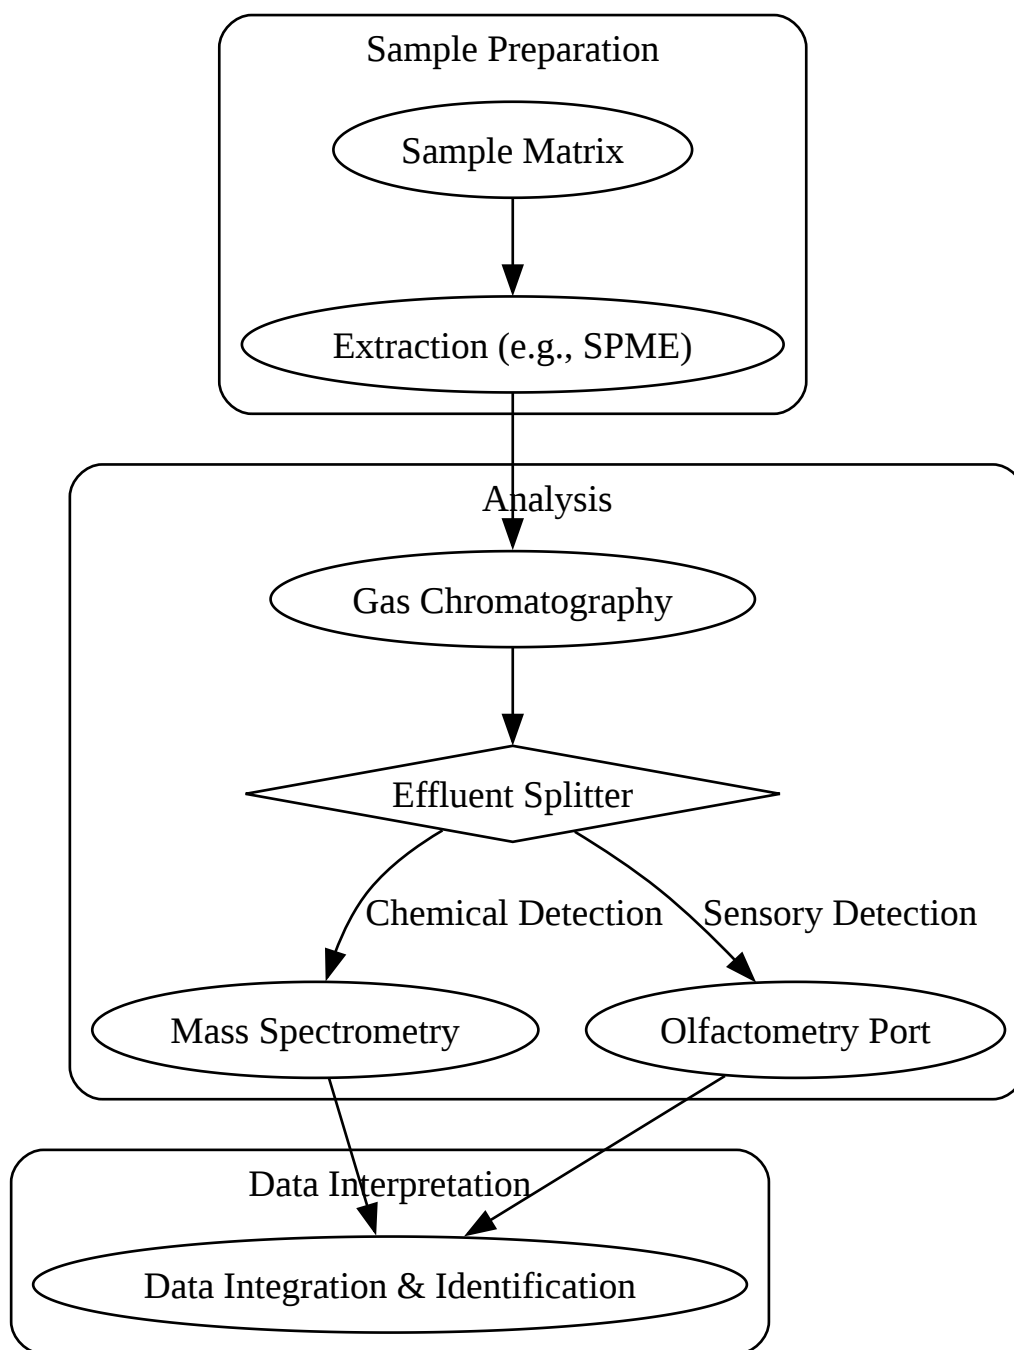 Sample Preparation
Sample Matrix
Extraction (e.g., SPME)
Analysis
Gas Chromatography
Effluent Splitter
Chemical Detection
Sensory Detection
Mass Spectrometry
Olfactometry Port
Data Interpretation
Data Integration & Identification